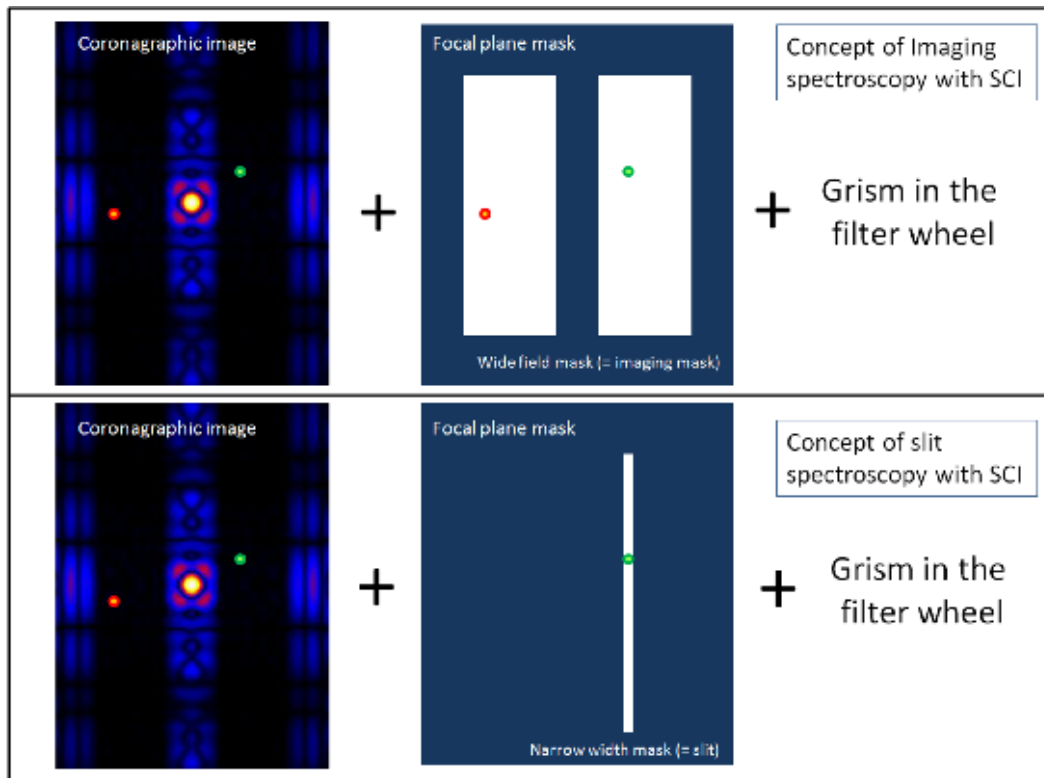 Coronagraphic image
Focal plane mask
Concept of Imaging
spectroscopy with SCI
+
+
Grism in the
filter wheel
Wide field mask (= imaging mask)
Coronagraphic image
Focal plane mask
Concept of slit
spectroscopy with SCI
+
+
Grism in the
filter wheel
Narrow width mask (= slit)